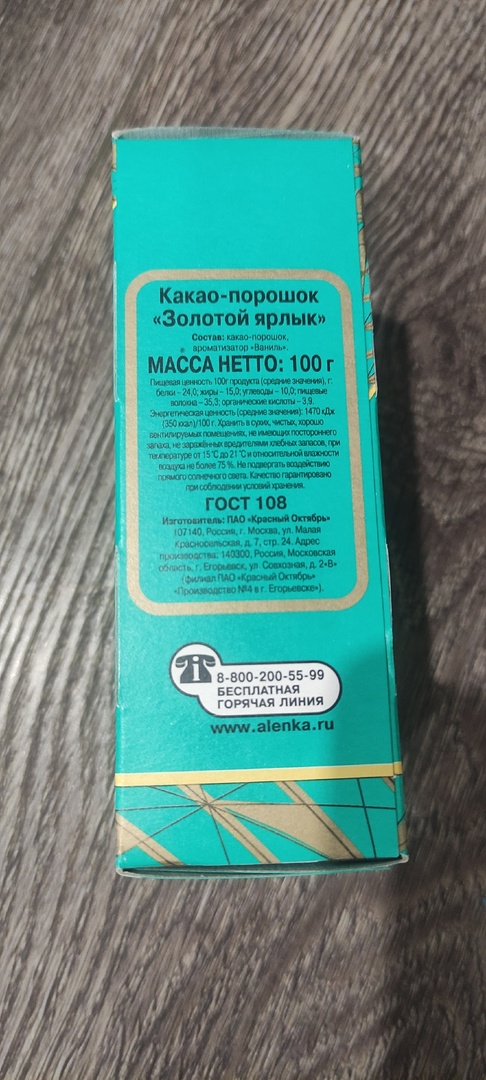 Какао-порошок
«Золотой ярлык»
Состав: какао-порошок,
ароматизатор «Ваниль».
МАССА НЕТТО: 100 г
Пищевая ценность 100г продукта (средние значения), г:
белки – 24,0; жиры – 15,0; углеводы – 10,0; пищевые
волокна – 35,3; органические кислоты – 3,9.
Энергетическая ценность (средние значения): 1470 кДж
(350 ккал)/100 г. Хранить в сухих, чистых, хорошо
вентилируемых помещениях, не имеющих постороннего
запаха, не заражённых вредителями хлебных запасов, при
температуре от 15°С до 21°С и относительной влажности
воздуха не более 75 %. Не подвергать воздействию
прямого солнечного света. Качество гарантировано
при соблюдении условий хранения.
ГОСТ 108
Изготовитель: ПАО «Красный Октябрь»
107140, Россия, г. Москва, ул. Малая
Красносельская, д. 7, стр. 24. Адрес
производства: 140300, Россия, Московская
область, г. Егорьевск, ул. Совхозная, д. 2«В»
(филиал ПАО «Красный Октябрь»
«Производство №4 в г. Егорьевске»).
i
8-800-200-55-99
БЕСПЛАТНАЯ
ГОРЯЧАЯ ЛИНИЯ
www.alenka.ru